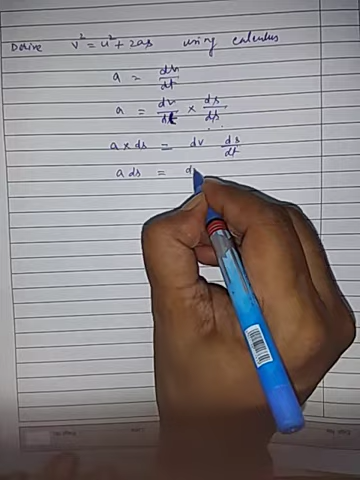 Derive v² = u² + 2as using calculus
a = dv/dt
a = dv/dt × ds/ds
a × ds = dv ds/dt
a ds = d